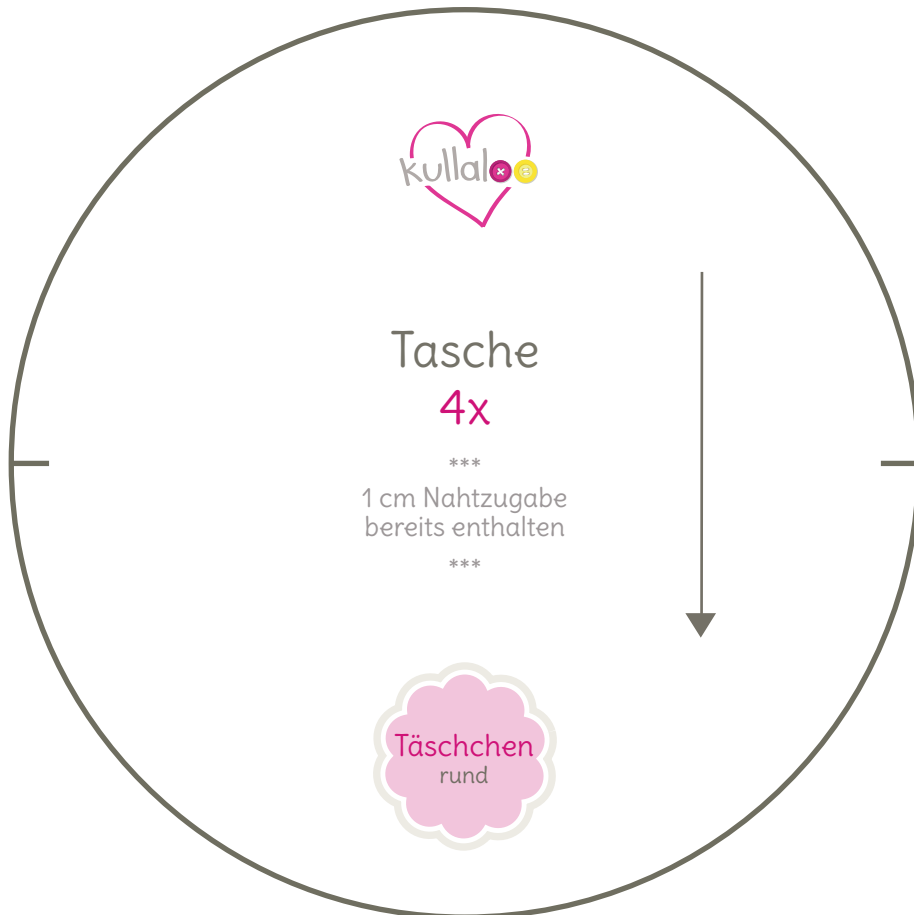 kullaloo
Tasche
4x
***
1 cm Nahtzugabe
bereits enthalten
***
Täschchen
rund